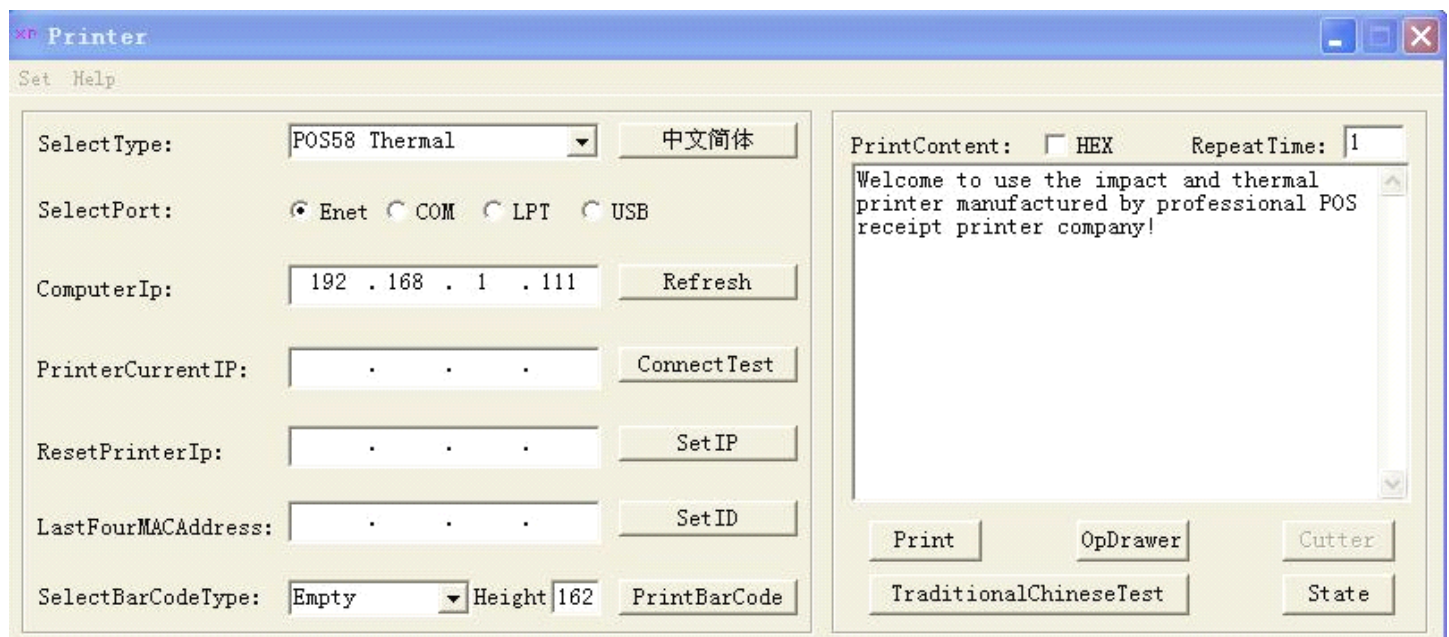 XP Printer
Set Help
SelectType: POS58 Thermal 中文简体
SelectPort: Enet COM LPT USB
ComputerIp: 192 . 168 . 1 . 111 Refresh
PrinterCurrentIP: . . . ConnectTest
ResetPrinterIp: . . . SetIP
LastFourMACAddress: . . . SetID
SelectBarCodeType: Empty Height 162 PrintBarCode
PrintContent: HEX RepeatTime: 1
Welcome to use the impact and thermal
printer manufactured by professional POS
receipt printer company!
Print OpDrawer Cutter
TraditionalChineseTest State